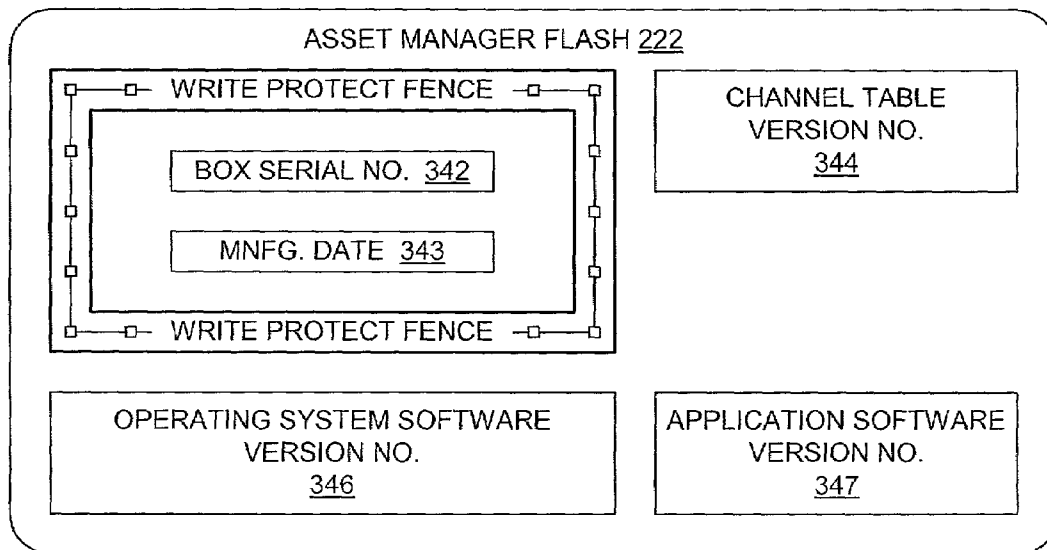 ASSET MANAGER FLASH 222
WRITE PROTECT FENCE
BOX SERIAL NO. 342
MNFG. DATE 343
WRITE PROTECT FENCE
CHANNEL TABLE
VERSION NO.
344
OPERATING SYSTEM SOFTWARE
VERSION NO.
346
APPLICATION SOFTWARE
VERSION NO.
347